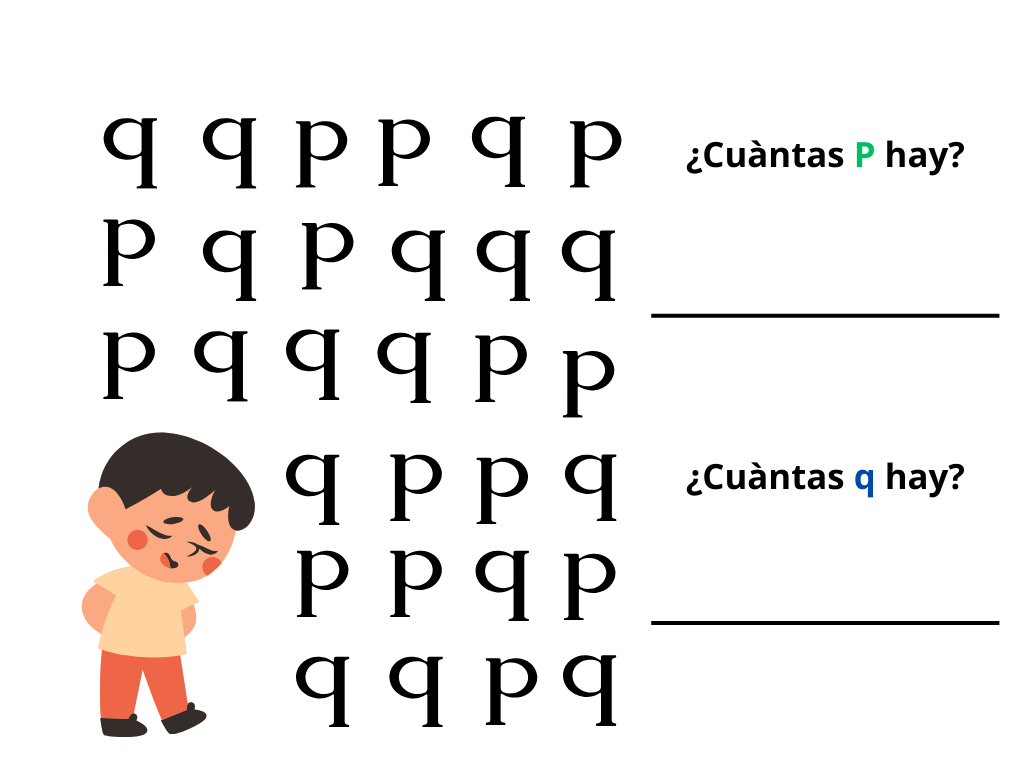 q q p p q p
¿Cuàntas P hay?
p q p q q q
p q q q p p
q p p q
¿Cuàntas q hay?
p p q p
q q p q